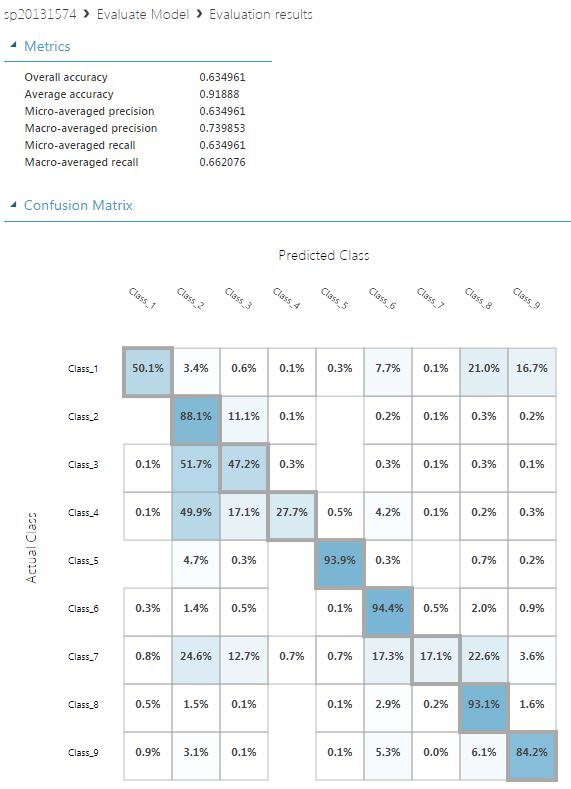 sp20131574 › Evaluate Model › Evaluation results
Metrics
Overall accuracy 0.634961
Average accuracy 0.91888
Micro-averaged precision 0.634961
Macro-averaged precision 0.739853
Micro-averaged recall 0.634961
Macro-averaged recall 0.662076
Confusion Matrix
Predicted Class
Class_1 Class_2 Class_3 Class_4 Class_5 Class_6 Class_7 Class_8 Class_9
Actual Class
Class_1 50.1% 3.4% 0.6% 0.1% 0.3% 7.7% 0.1% 21.0% 16.7%
Class_2 88.1% 11.1% 0.1% 0.2% 0.1% 0.3% 0.2%
Class_3 0.1% 51.7% 47.2% 0.3% 0.3% 0.1% 0.3% 0.1%
Class_4 0.1% 49.9% 17.1% 27.7% 0.5% 4.2% 0.1% 0.2% 0.3%
Class_5 4.7% 0.3% 93.9% 0.3% 0.7% 0.2%
Class_6 0.3% 1.4% 0.5% 0.1% 94.4% 0.5% 2.0% 0.9%
Class_7 0.8% 24.6% 12.7% 0.7% 0.7% 17.3% 17.1% 22.6% 3.6%
Class_8 0.5% 1.5% 0.1% 0.1% 2.9% 0.2% 93.1% 1.6%
Class_9 0.9% 3.1% 0.1% 0.1% 5.3% 0.0% 6.1% 84.2%